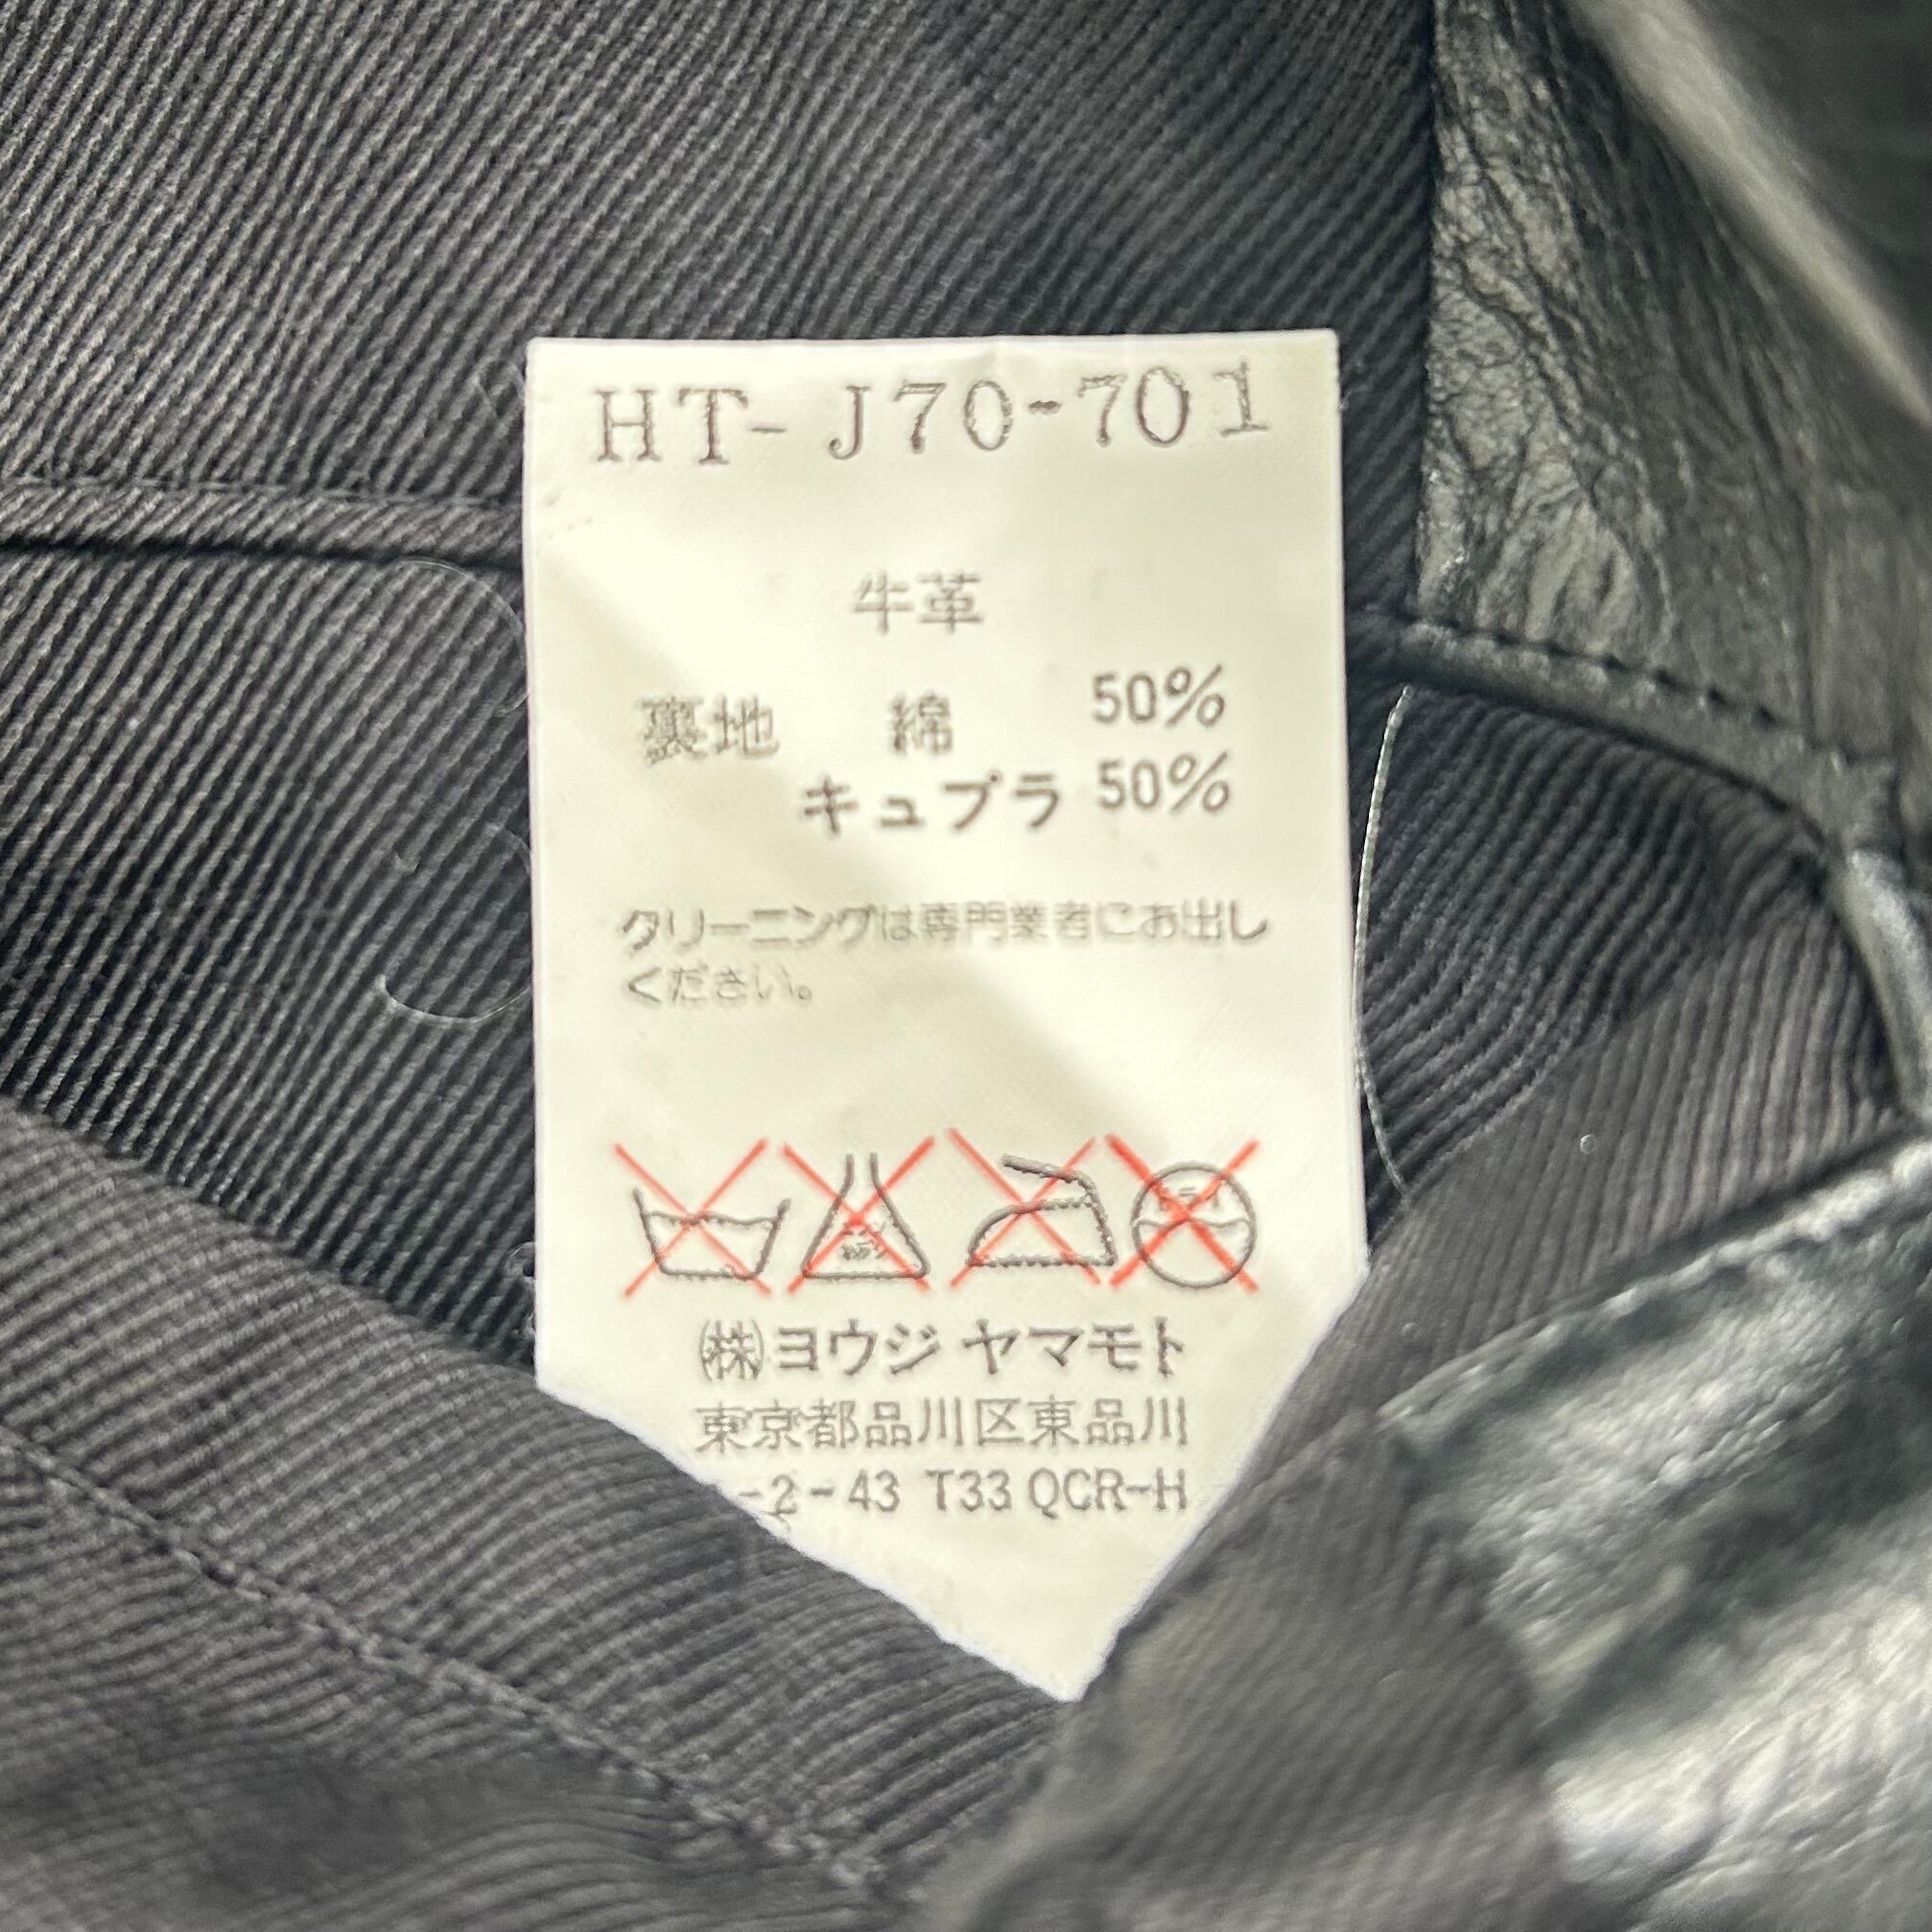 HT- J70-701
牛革
裏地 綿 50%
キュプラ 50%
クリーニングは専門業者にお出し
ください。
㈱ヨウジ ヤマモト
東京都品川区東品川
-2-43 T33 QCR-H